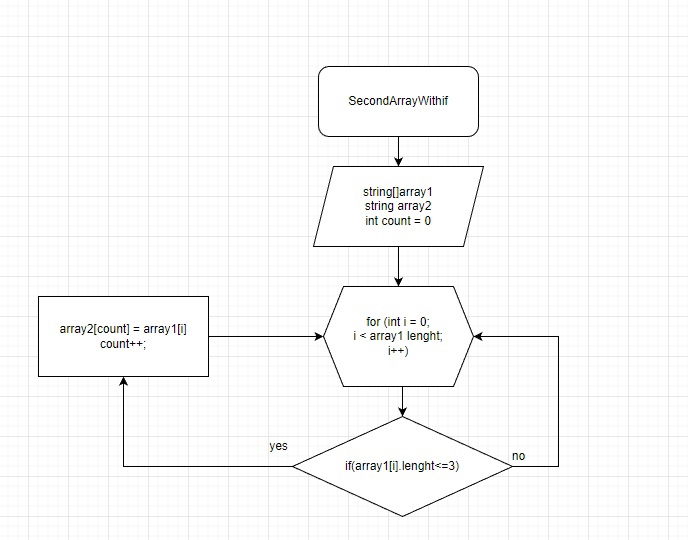 SecondArrayWithif
string[]array1
string array2
int count = 0
for (int i = 0;
i < array1 lenght;
i++)
array2[count] = array1[i]
count++;
yes
if(array1[i].lenght<=3)
no